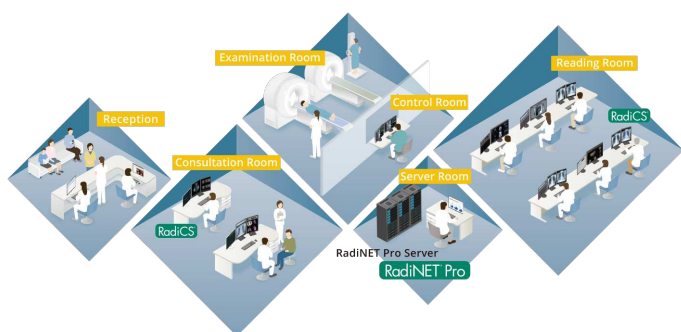 Examination Room
Reading Room
Control Room
Reception
RadiCS
Consultation Room
Server Room
RadiCS
RadiNET Pro Server
RadiNET Pro